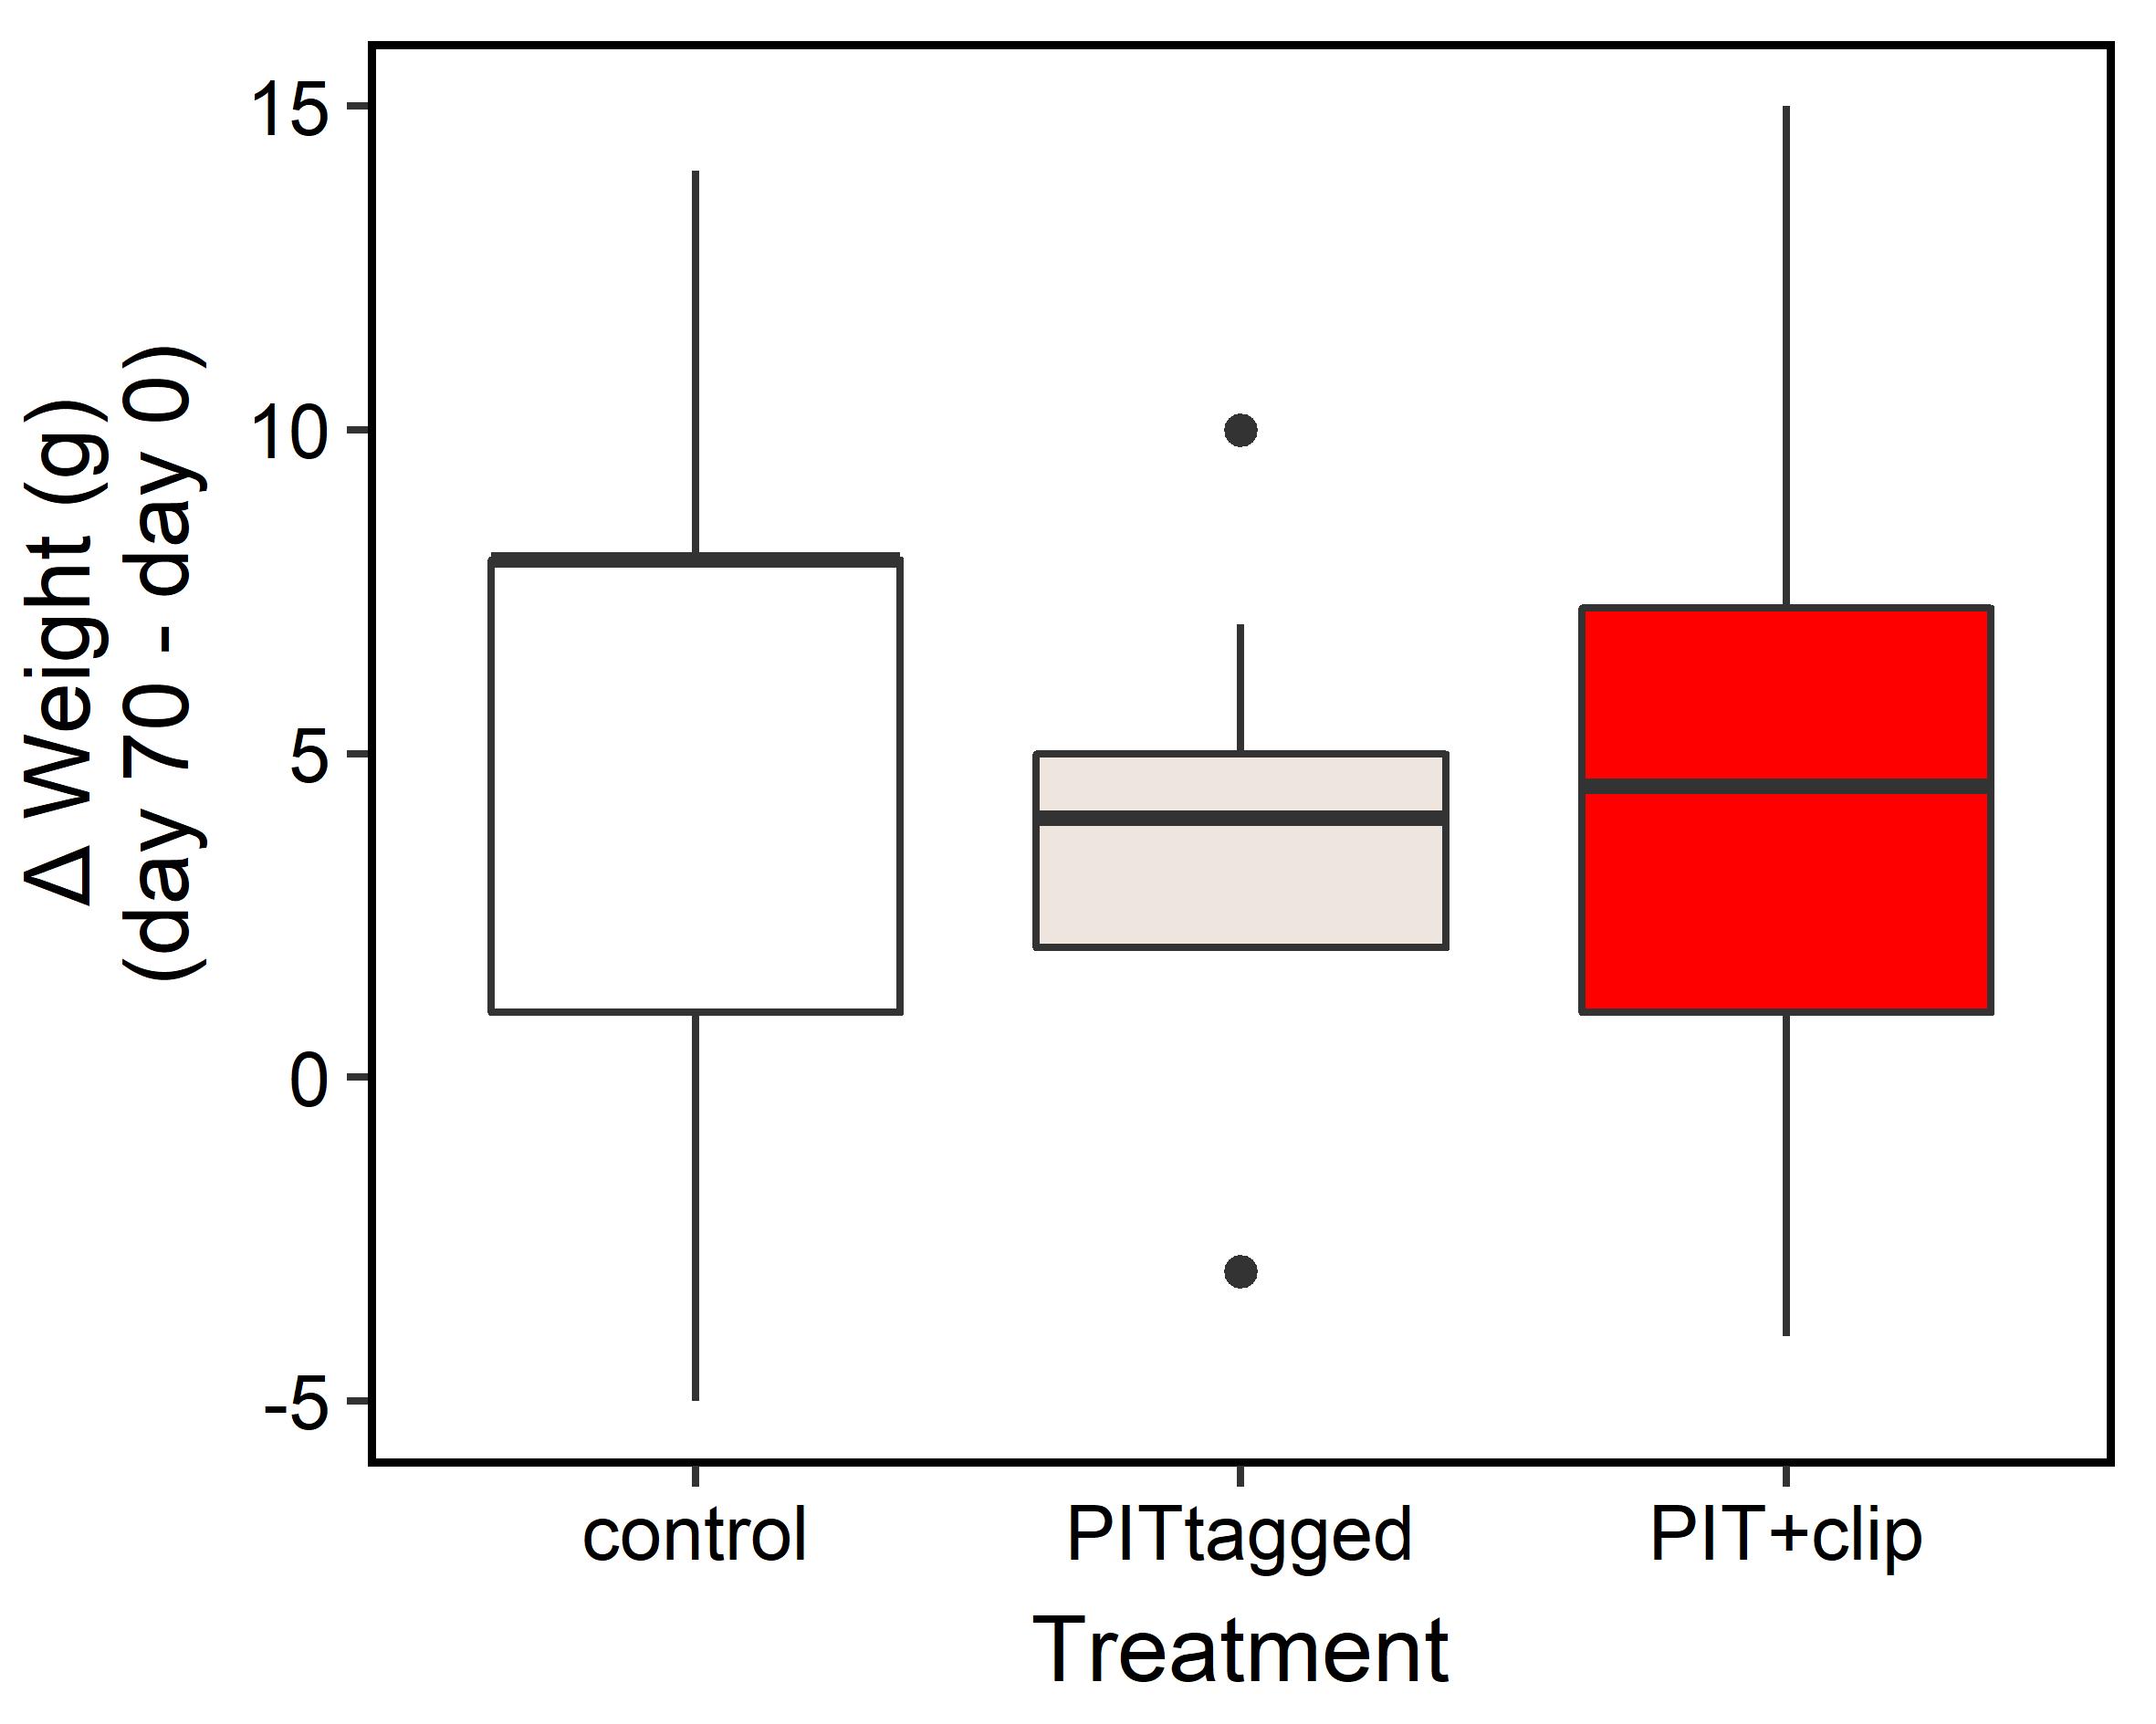 Δ Weight (g)
(day 70 - day 0)
15
10
5
0
-5
control
PITtagged
PIT+clip
Treatment